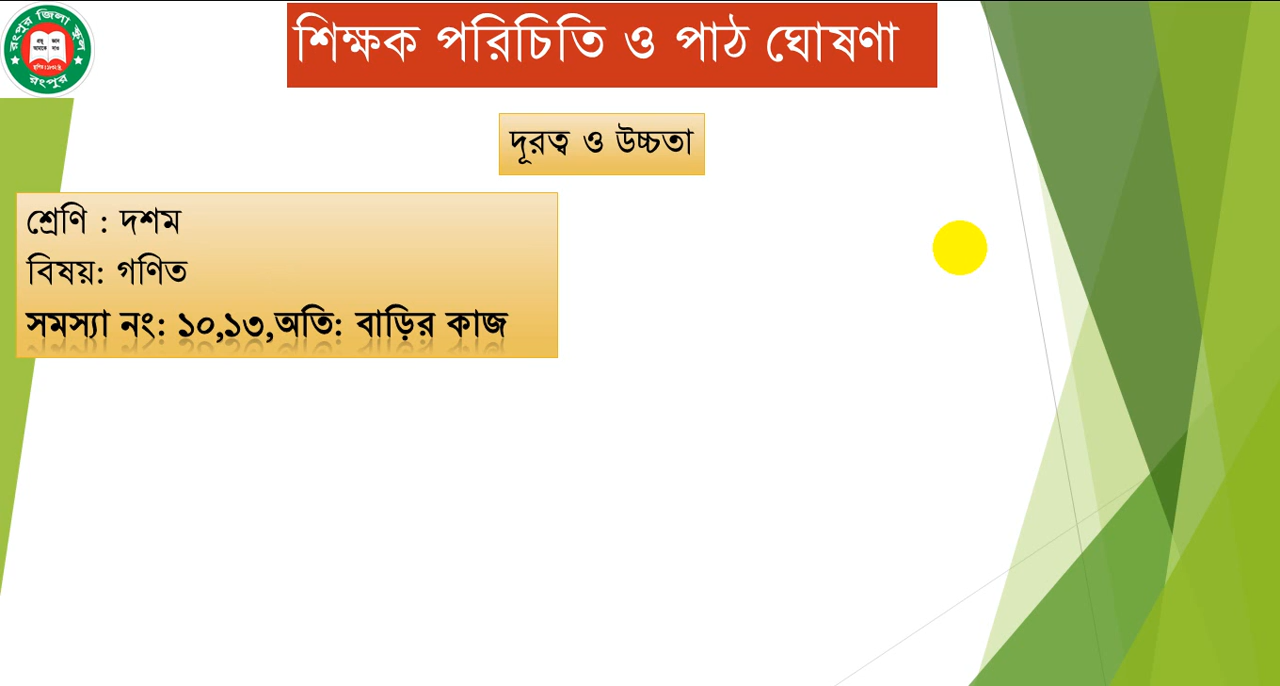 রংপুর জিলা স্কুল
রংপুর
শিক্ষক পরিচিতি ও পাঠ ঘোষণা
দূরত্ব ও উচ্চতা
শ্রেণি : দশম
বিষয়: গণিত
সমস্যা নং: ১০,১৩,অতি: বাড়ির কাজ